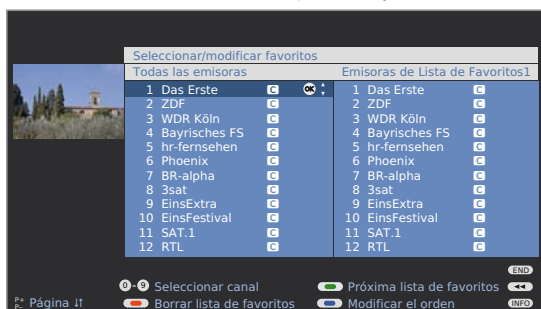 Seleccionar/modificar favoritos
Todas las emisoras Emisoras de Lista de Favoritos1
1 Das Erste C OK 1 Das Erste C
2 ZDF C 2 ZDF C
3 WDR Köln C 3 WDR Köln C
4 Bayrisches FS C 4 Bayrisches FS C
5 hr-fernsehen C 5 hr-fernsehen C
6 Phoenix C 6 Phoenix C
7 BR-alpha C 7 BR-alpha C
8 3sat C 8 3sat C
9 EinsExtra C 9 EinsExtra C
10 EinsFestival C 10 EinsFestival C
11 SAT.1 C 11 SAT.1 C
12 RTL C 12 RTL C
END
0-9 Seleccionar canal Próxima lista de favoritos
P+ P– Página Borrar lista de favoritos Modificar el orden INFO